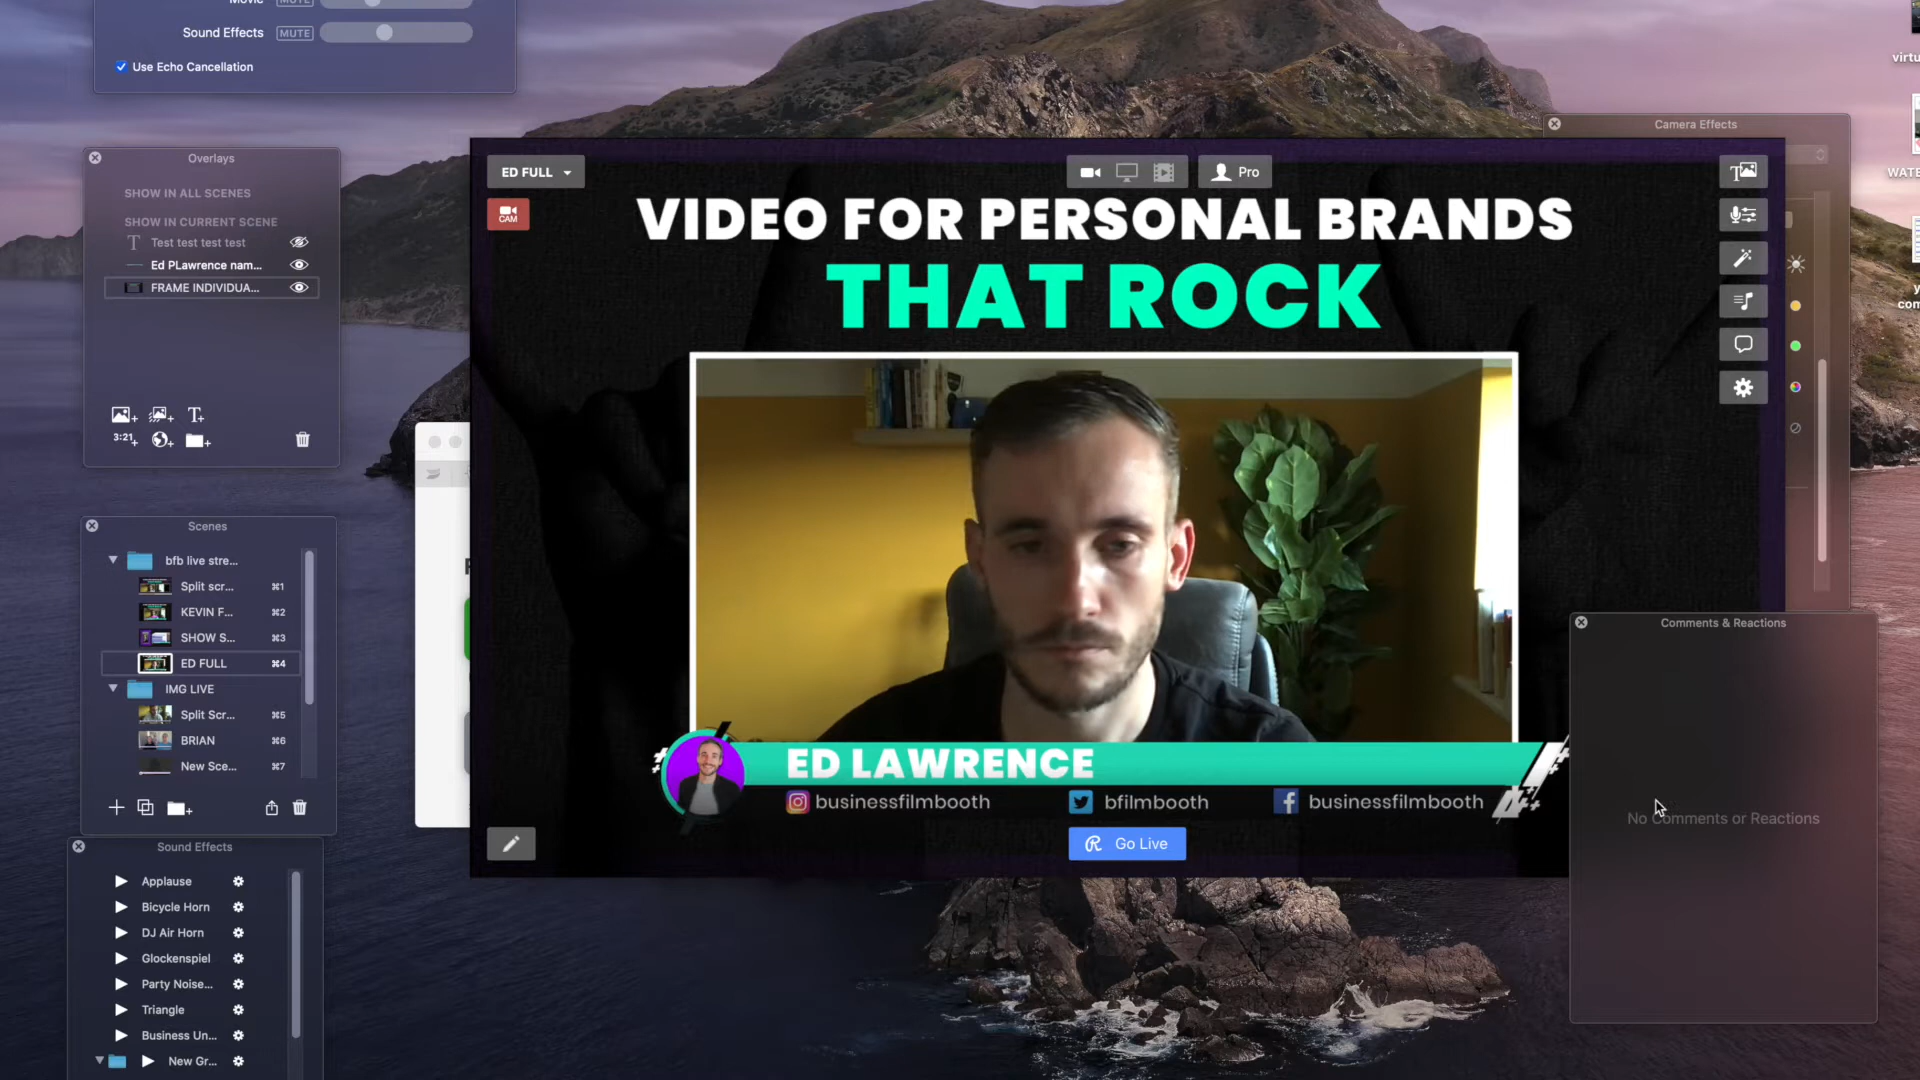 Movie MUTE
Sound Effects MUTE
Use Echo Cancellation
Overlays
SHOW IN ALL SCENES
SHOW IN CURRENT SCENE
Test test test test
Ed PLawrence nam...
FRAME INDIVIDUA...
3:21
Scenes
bfb live stre...
Split scr... ⌘1
KEVIN F... ⌘2
SHOW S... ⌘3
ED FULL ⌘4
IMG LIVE
Split Scr... ⌘5
BRIAN ⌘6
New Sce... ⌘7
Sound Effects
Applause
Bicycle Horn
DJ Air Horn
Glockenspiel
Party Noise...
Triangle
Business Un...
New Gr...
ED FULL
Pro
CAM
VIDEO FOR PERSONAL BRANDS
THAT ROCK
ED LAWRENCE
businessfilmbooth bfilmbooth businessfilmbooth
Go Live
Camera Effects
Comments & Reactions
No Comments or Reactions
virtu
WATE
y
com